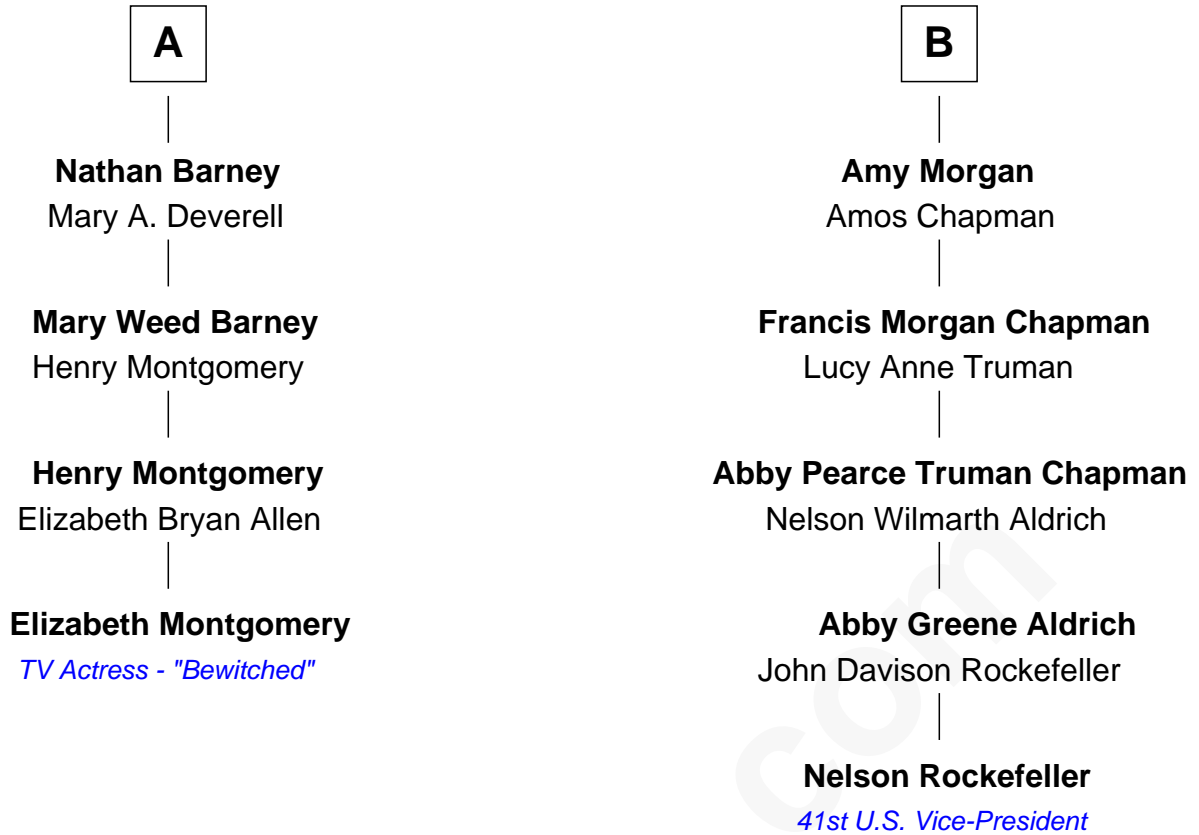 A
Nathan Barney
Mary A. Deverell
Mary Weed Barney
Henry Montgomery
Henry Montgomery
Elizabeth Bryan Allen
Elizabeth Montgomery
TV Actress - "Bewitched"
B
Amy Morgan
Amos Chapman
Francis Morgan Chapman
Lucy Anne Truman
Abby Pearce Truman Chapman
Nelson Wilmarth Aldrich
Abby Greene Aldrich
John Davison Rockefeller
Nelson Rockefeller
41st U.S. Vice-President
com